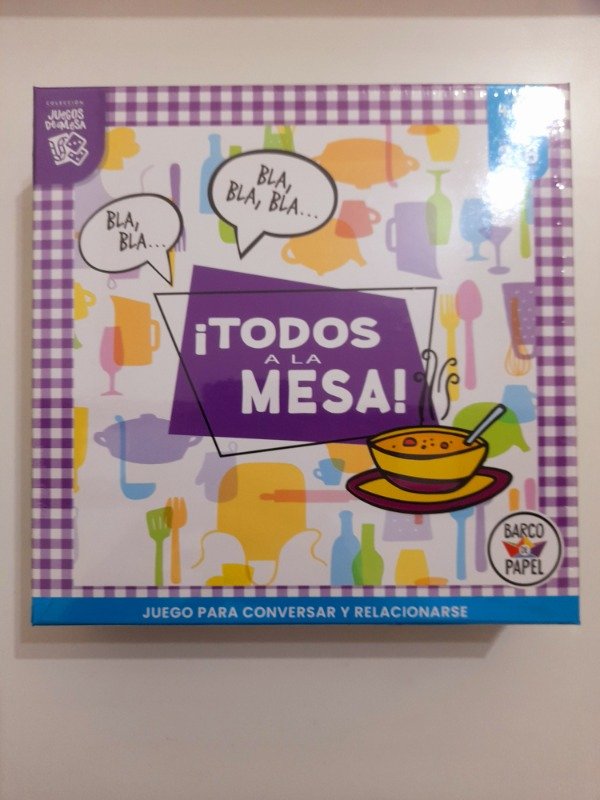 COLECCIÓN
JUEGOS
DE MESA
BLA,
BLA, BLA...
BLA,
BLA...
¡TODOS
A LA
MESA!
BARCO
DE
PAPEL
JUEGO PARA CONVERSAR Y RELACIONARSE